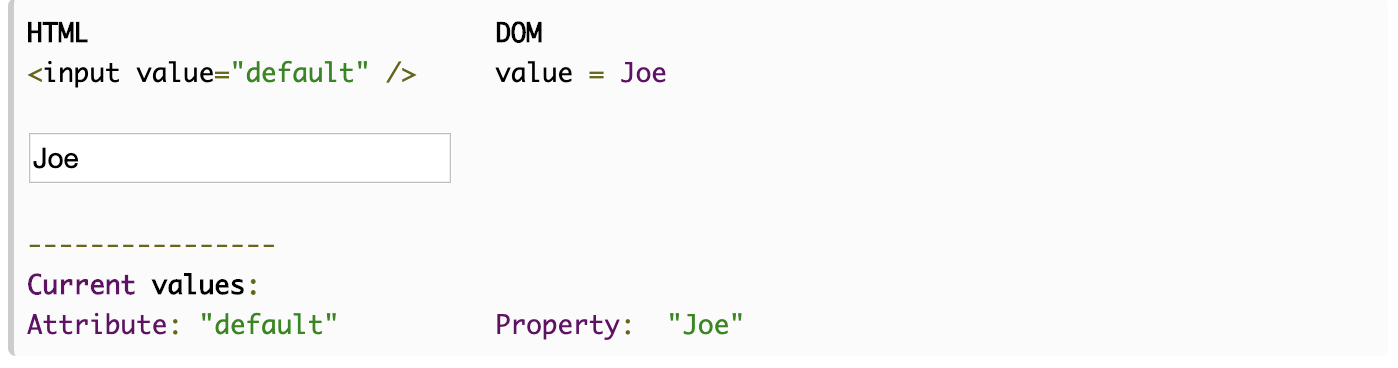 HTML DOM
<input value="default" /> value = Joe
Joe
----------------
Current values:
Attribute: "default" Property: "Joe"